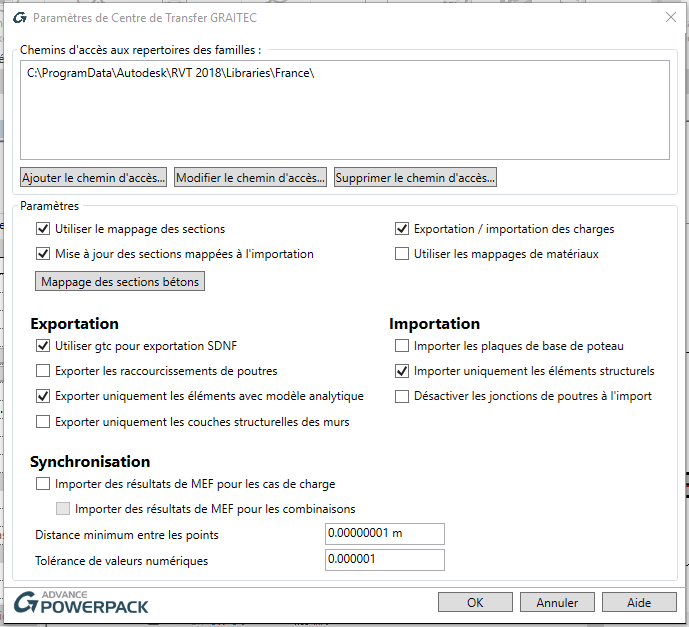 Paramètres de Centre de Transfer GRAITEC
Chemins d'accès aux repertoires des familles :
C:\ProgramData\Autodesk\RVT 2018\Libraries\France\
Ajouter le chemin d'accès... Modifier le chemin d'accès... Supprimer le chemin d'accès...
Paramètres
Utiliser le mappage des sections
Exportation / importation des charges
Mise à jour des sections mappées à l'importation
Utiliser les mappages de matériaux
Mappage des sections bétons
Exportation
Importation
Utiliser gtc pour exportation SDNF
Importer les plaques de base de poteau
Exporter les raccourcissements de poutres
Importer uniquement les éléments structurels
Exporter uniquement les éléments avec modèle analytique
Désactiver les jonctions de poutres à l'import
Exporter uniquement les couches structurelles des murs
Synchronisation
Importer des résultats de MEF pour les cas de charge
Importer des résultats de MEF pour les combinaisons
Distance minimum entre les points 0.00000001 m
Tolérance de valeurs numériques 0.000001
ADVANCE
POWERPACK
OK Annuler Aide